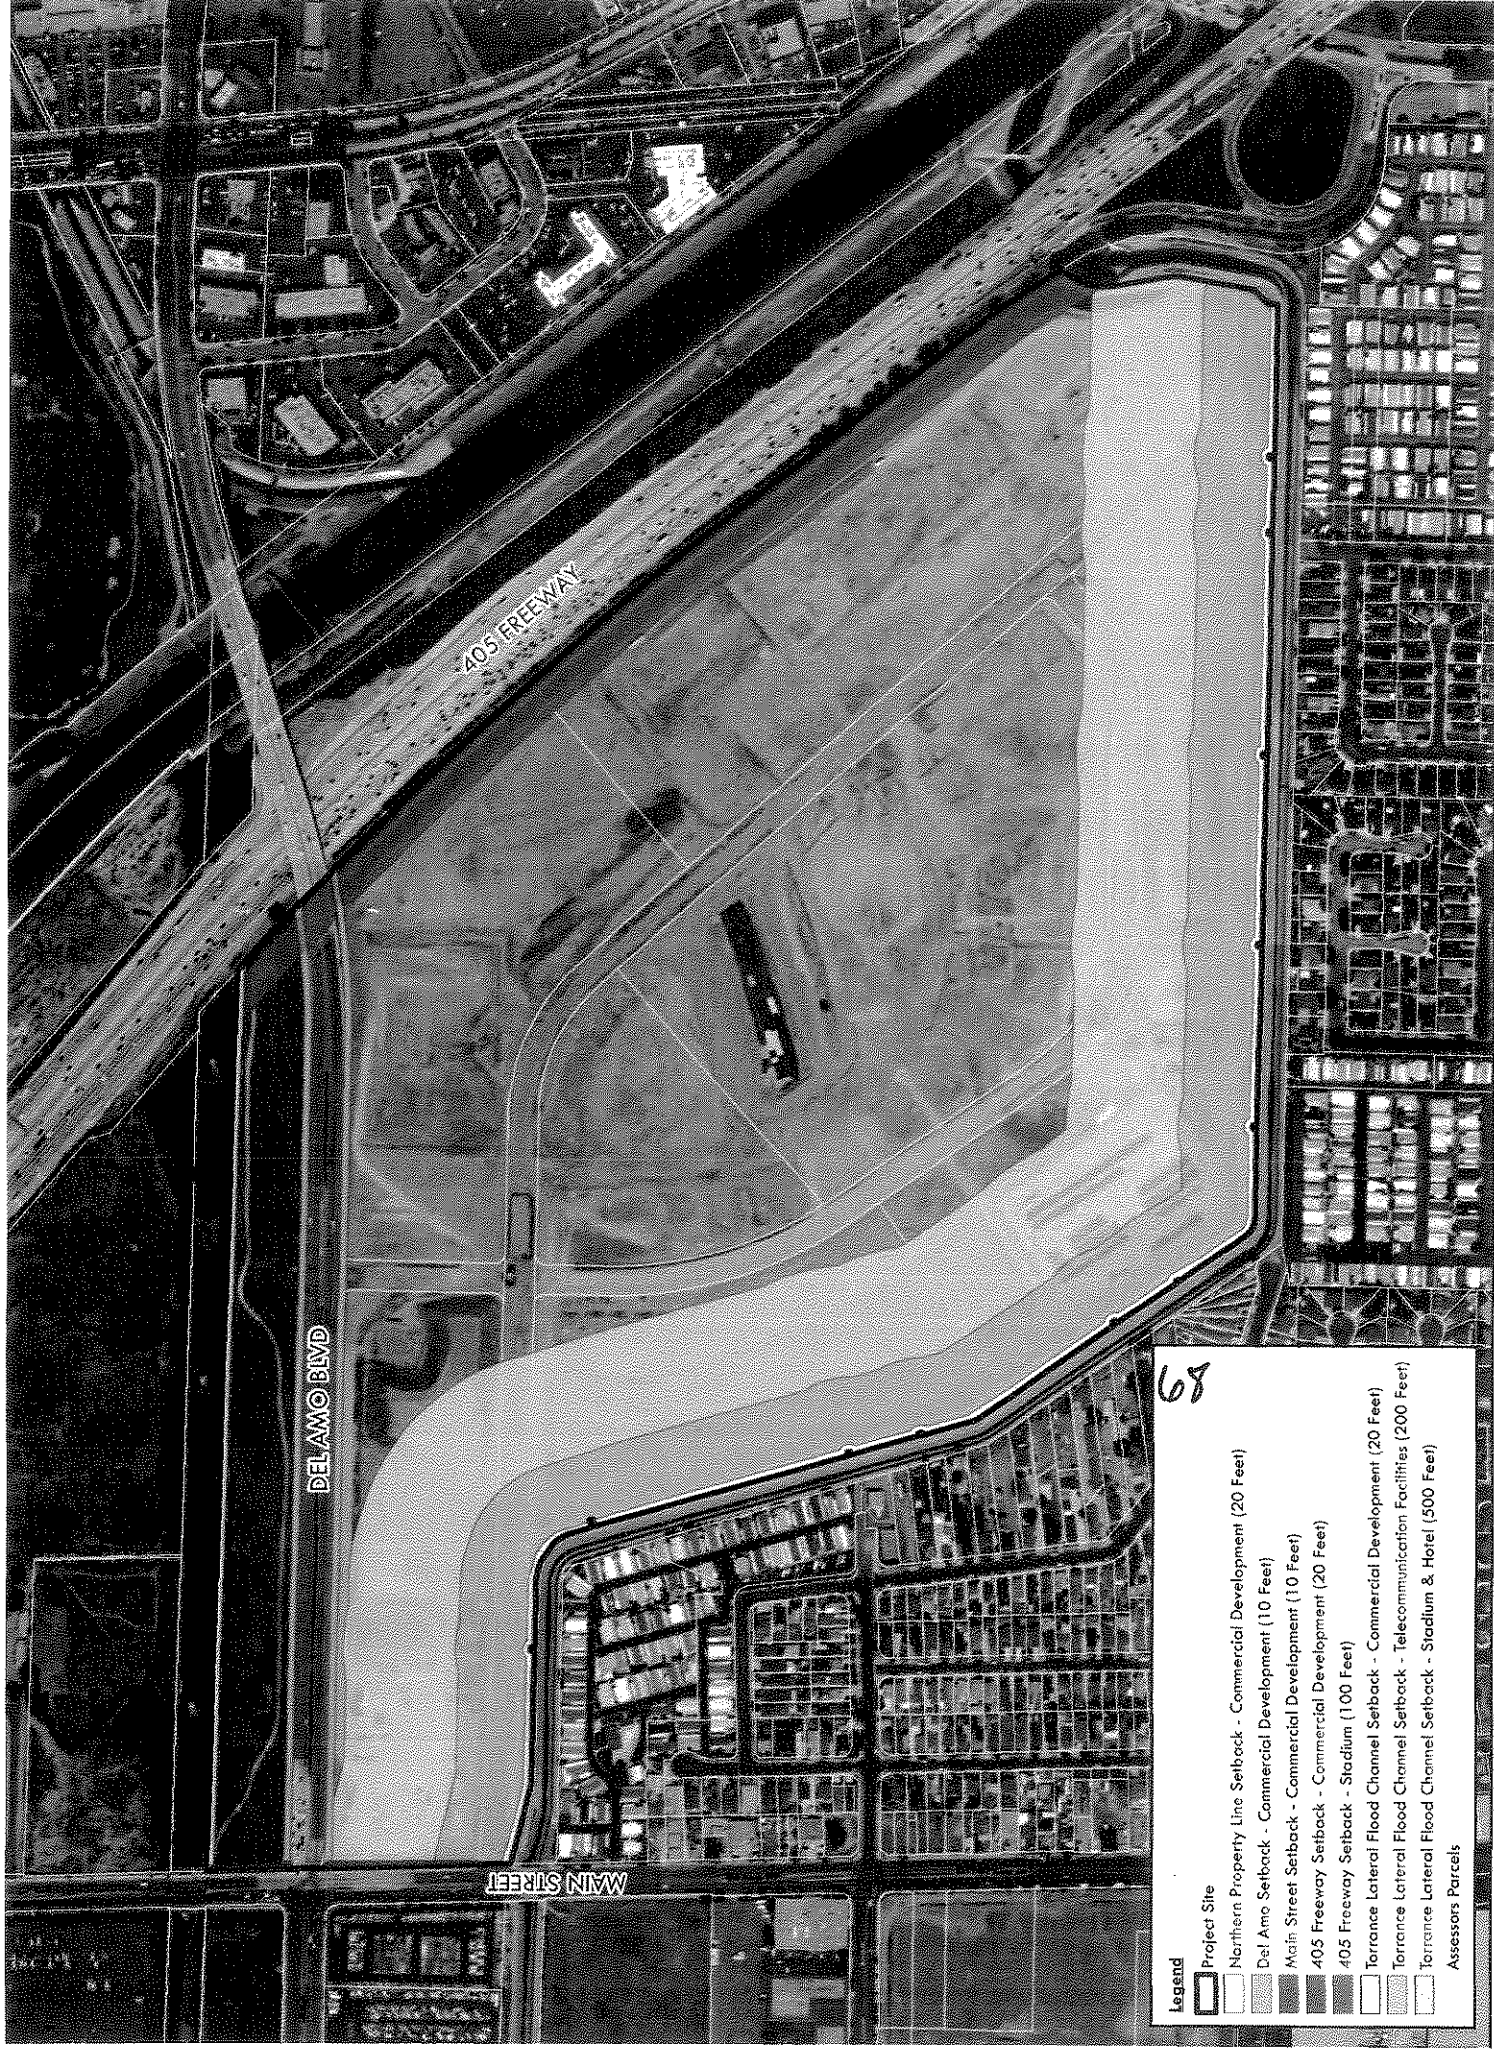 405 FREEWAY
DEL AMO BLVD
MAIN STREET
68
Legend
Project Site
Northern Property Line Setback - Commercial Development (20 Feet)
Del Amo Setback - Commercial Development (10 Feet)
Main Street Setback - Commercial Development (10 Feet)
405 Freeway Setback - Commercial Development (20 Feet)
405 Freeway Setback - Stadium (100 Feet)
Torrance Lateral Flood Channel Setback - Commercial Development (20 Feet)
Torrance Lateral Flood Channel Setback - Telecommunication Facilities (200 Feet)
Torrance Lateral Flood Channel Setback - Stadium & Hotel (500 Feet)
Assessors Parcels